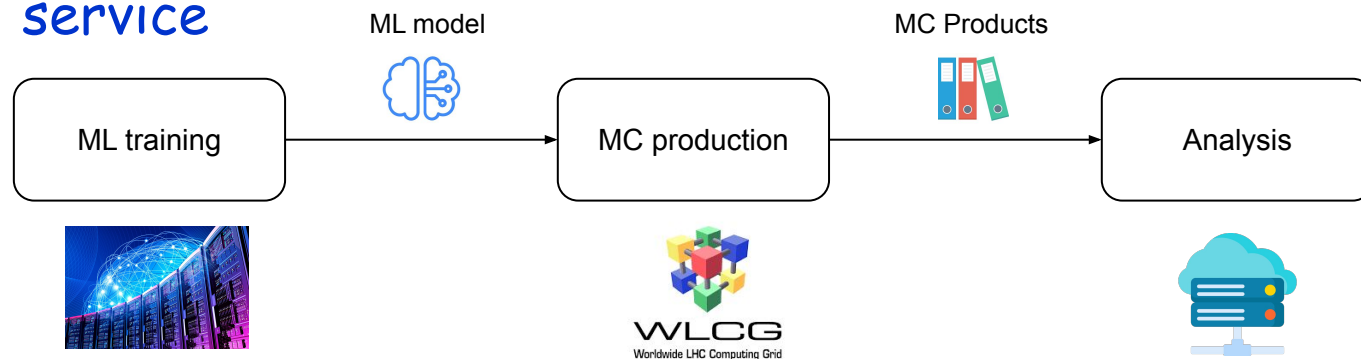 service
ML model
MC Products
ML training
MC production
Analysis
WLCG
Worldwide LHC Computing Grid